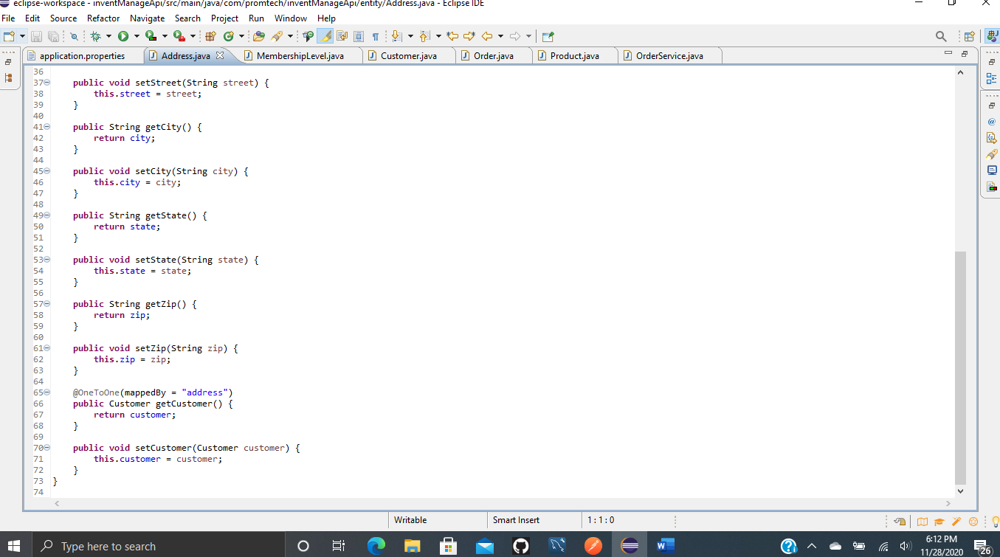 eclipse-workspace - inventManageApi/src/main/java/com/promtech/inventManageApi/entity/Address.java - Eclipse IDE
File Edit Source Refactor Navigate Search Project Run Window Help
application.properties Address.java MembershipLevel.java Customer.java Order.java Product.java OrderService.java
36
37 public void setStreet(String street) {
38 this.street = street;
39 }
40
41 public String getCity() {
42 return city;
43 }
44
45 public void setCity(String city) {
46 this.city = city;
47 }
48
49 public String getState() {
50 return state;
51 }
52
53 public void setState(String state) {
54 this.state = state;
55 }
56
57 public String getZip() {
58 return zip;
59 }
60
61 public void setZip(String zip) {
62 this.zip = zip;
63 }
64
65 @OneToOne(mappedBy = "address")
66 public Customer getCustomer() {
67 return customer;
68 }
69
70 public void setCustomer(Customer customer) {
71 this.customer = customer;
72 }
73 }
74
Writable Smart Insert 1 : 1 : 0
Type here to search
6:12 PM
11/28/2020
26